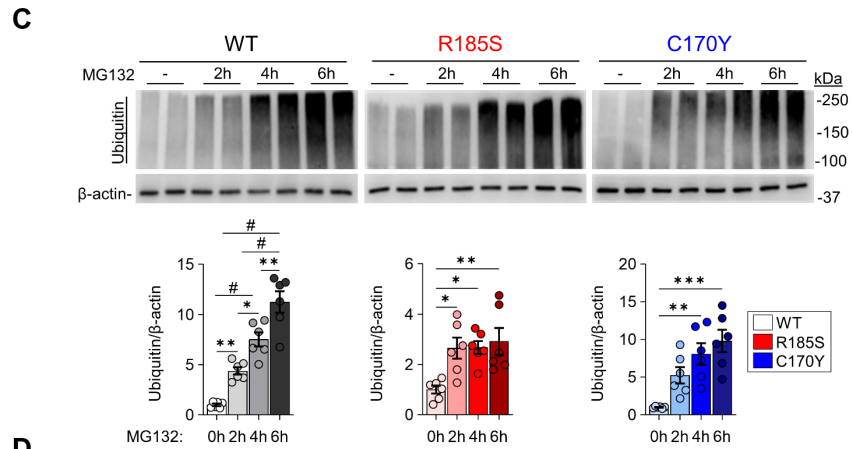 C
WT R185S C170Y
MG132 - 2h 4h 6h - 2h 4h 6h - 2h 4h 6h kDa
Ubiquitin
-250
-150
-100
β-actin-
-37
# # ** # * **
** * *
*** **
Ubiquitin/β-actin
15
10
5
0
Ubiquitin/β-actin
6
4
2
0
Ubiquitin/β-actin
20
15
10
5
0
WT
R185S
C170Y
MG132: 0h 2h 4h 6h 0h 2h 4h 6h 0h 2h 4h 6h
D